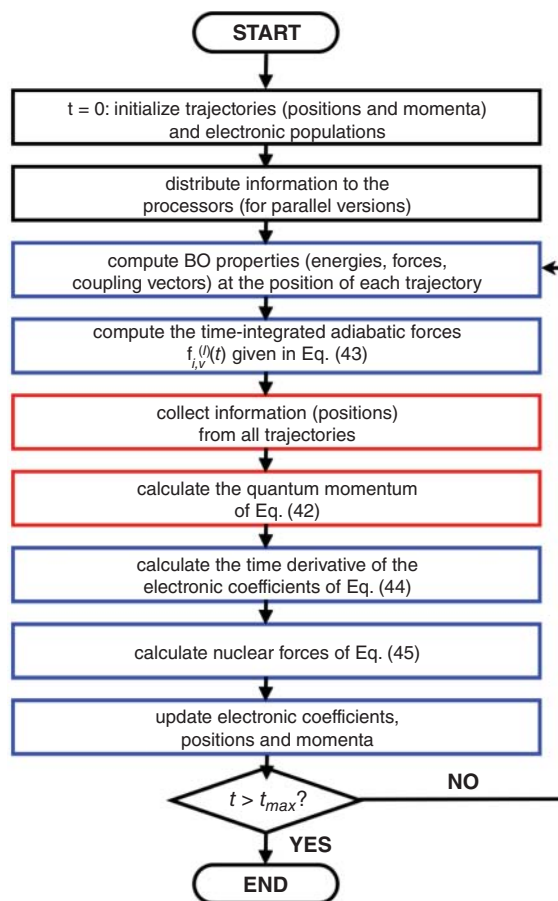 START
t = 0: initialize trajectories (positions and momenta)
and electronic populations
distribute information to the
processors (for parallel versions)
compute BO properties (energies, forces,
coupling vectors) at the position of each trajectory
compute the time-integrated adiabatic forces
f_{i,ν}^{(I)}(t) given in Eq. (43)
collect information (positions)
from all trajectories
calculate the quantum momentum
of Eq. (42)
calculate the time derivative of the
electronic coefficients of Eq. (44)
calculate nuclear forces of Eq. (45)
update electronic coefficients,
positions and momenta
t > t_{max}?
NO
YES
END